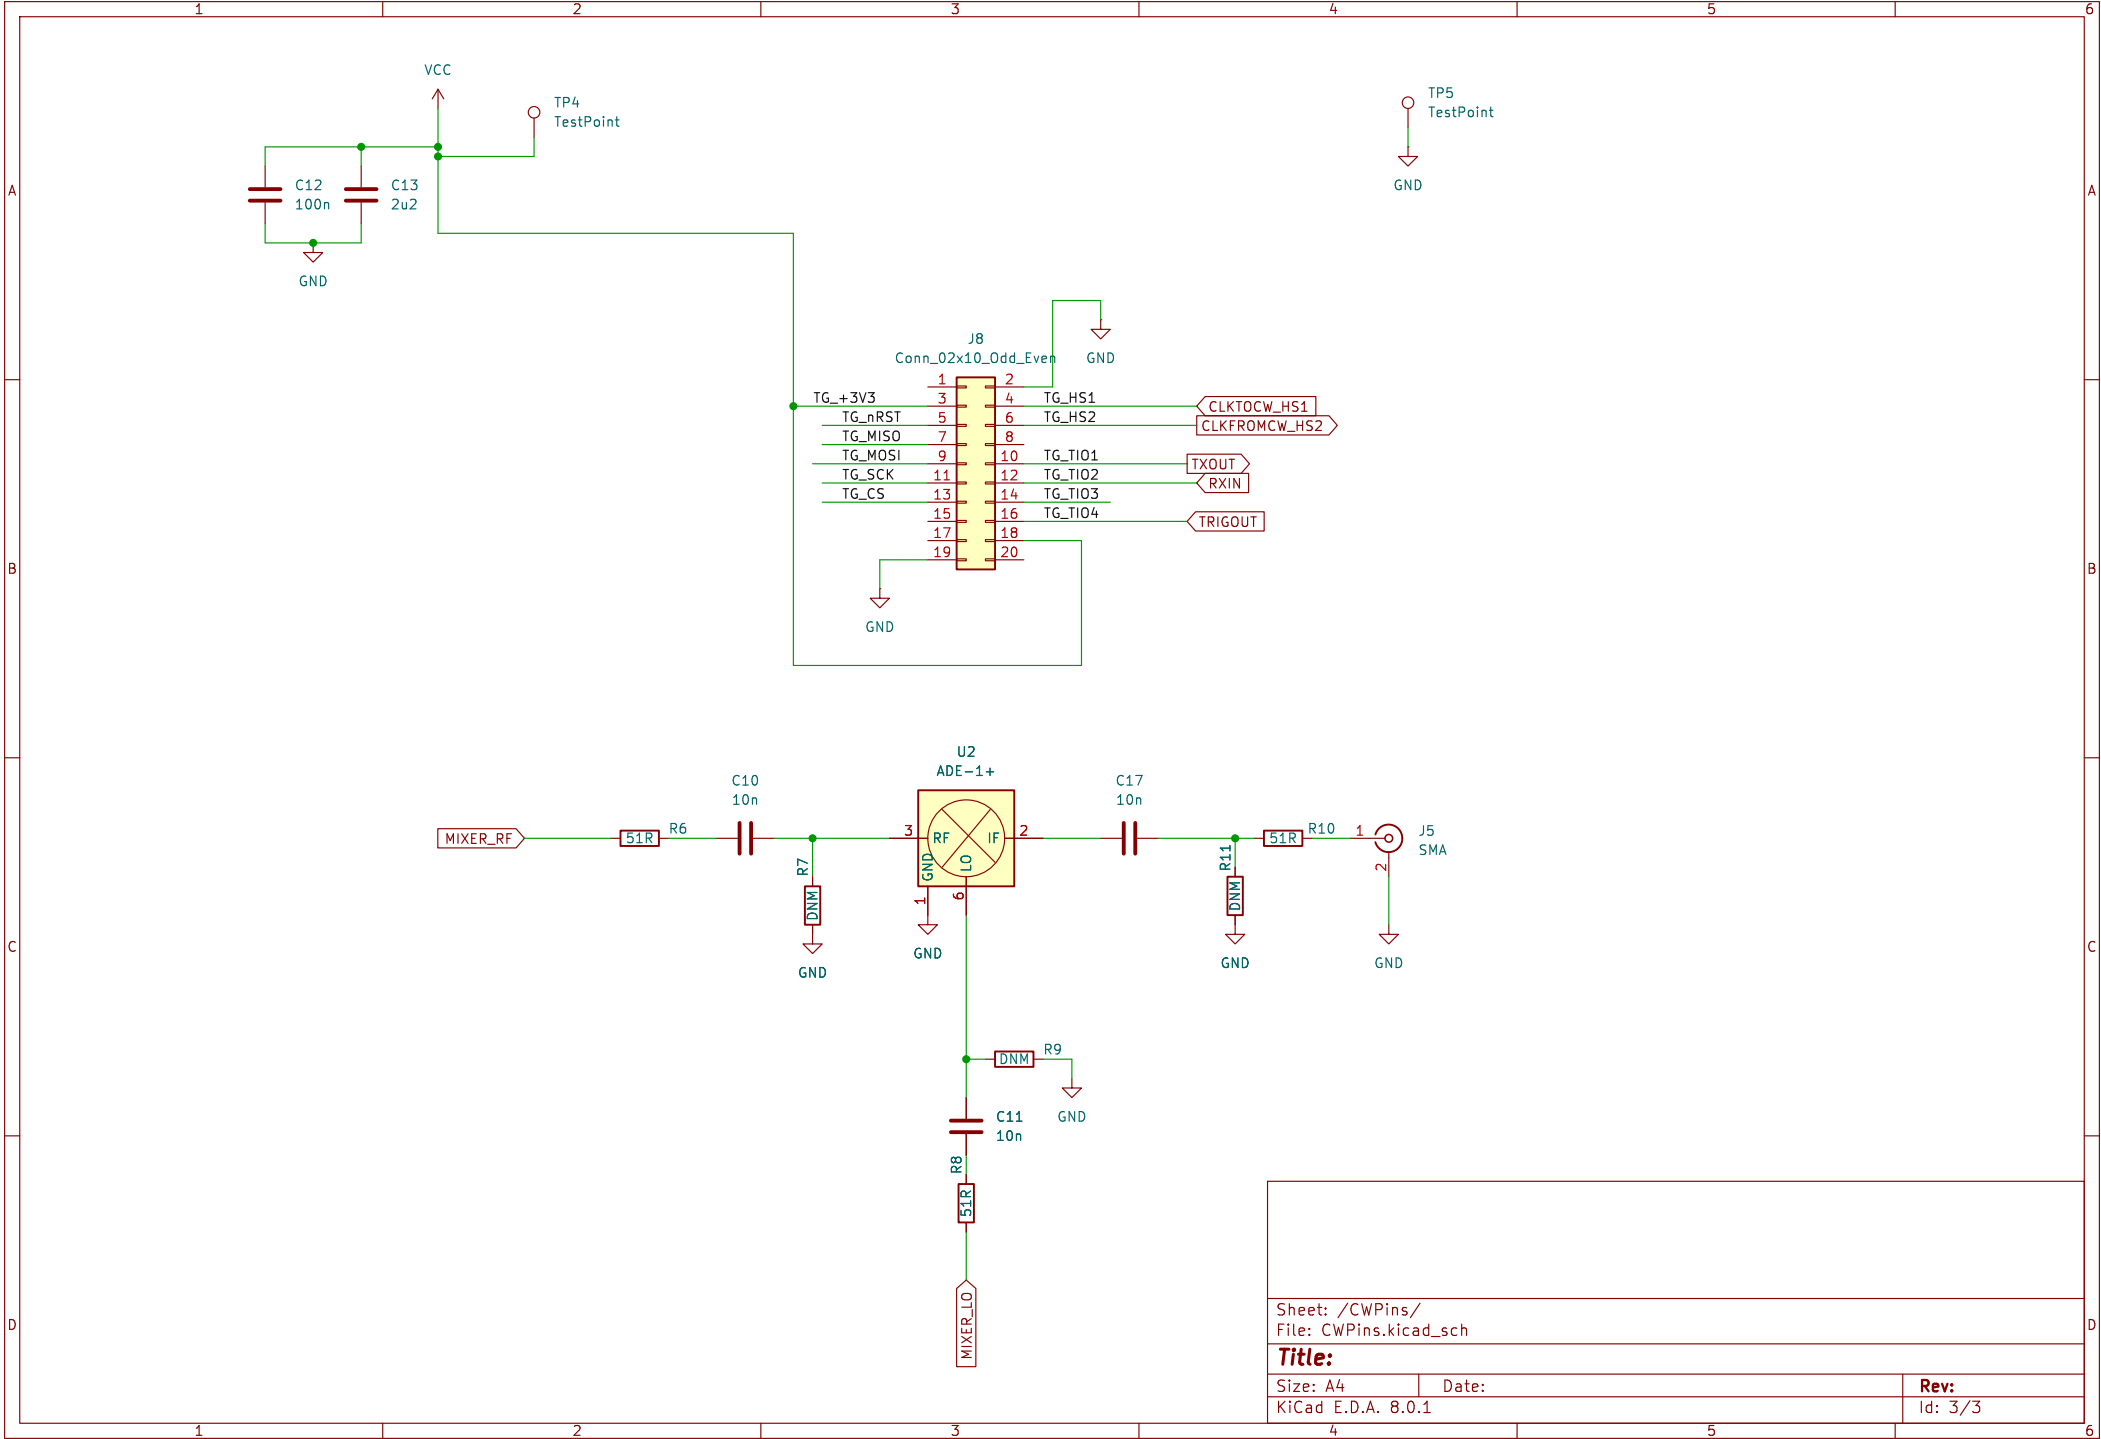 1 2 3 4 5 6
VCC
TP4
TestPoint
TP5
TestPoint
GND
A
A
C12
100n
C13
2u2
GND
J8
Conn_02x10_Odd_Even
GND
1 2
TG_+3V3 3 4 TG_HS1 CLKTOCW_HS1
TG_nRST 5 6 TG_HS2 CLKFROMCW_HS2
TG_MISO 7 8
TG_MOSI 9 10 TG_TIO1 TXOUT
TG_SCK 11 12 TG_TIO2 RXIN
TG_CS 13 14 TG_TIO3
15 16 TG_TIO4 TRIGOUT
17 18
19 20
B
B
GND
U2
ADE-1+
C10
10n
C17
10n
MIXER_RF
51R R6
R7
DNM
GND
3 RF
IF 2
GND
LO
1
6
GND
R11
DNM
GND
51R R10
1
2
J5
SMA
GND
C
C
DNM R9
GND
C11
10n
R8
51R
MIXER_LO
D
D
Sheet: /CWPins/
File: CWPins.kicad_sch
Title:
Size: A4 Date: Rev:
KiCad E.D.A. 8.0.1 Id: 3/3
1 2 3 4 5 6